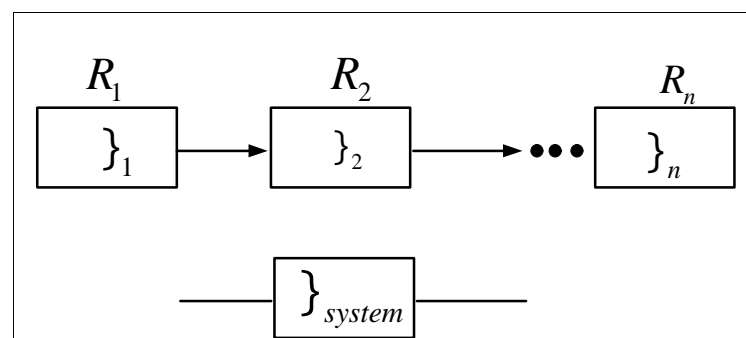 R₁ R₂ Rₙ
}₁ }₂ ••• }ₙ
}system